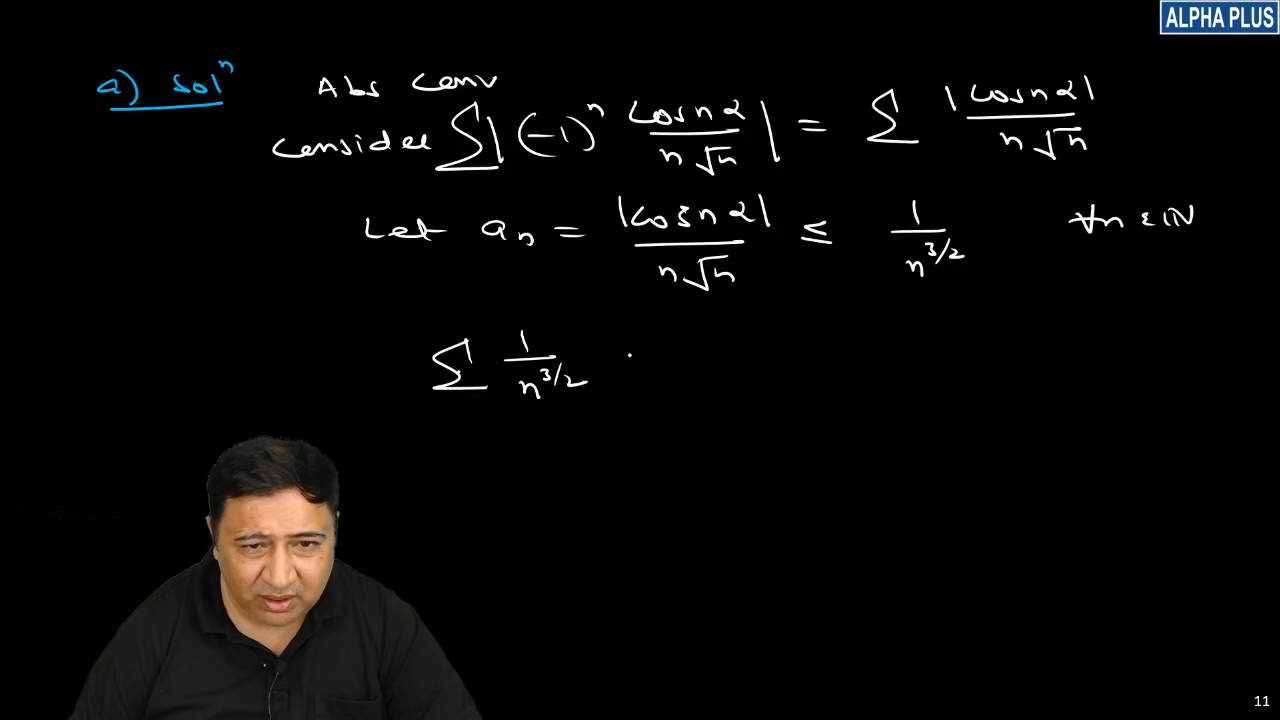 ALPHA PLUS
a) Solⁿ Abs Conv
Consider ∑|(-1)ⁿ cos nα / n√n| = ∑ |cos nα| / n√n
Let aₙ = |cos nα| / n√n ≤ 1 / n^{3/2} ∀n ∈ ℕ
∑ 1 / n^{3/2}
11